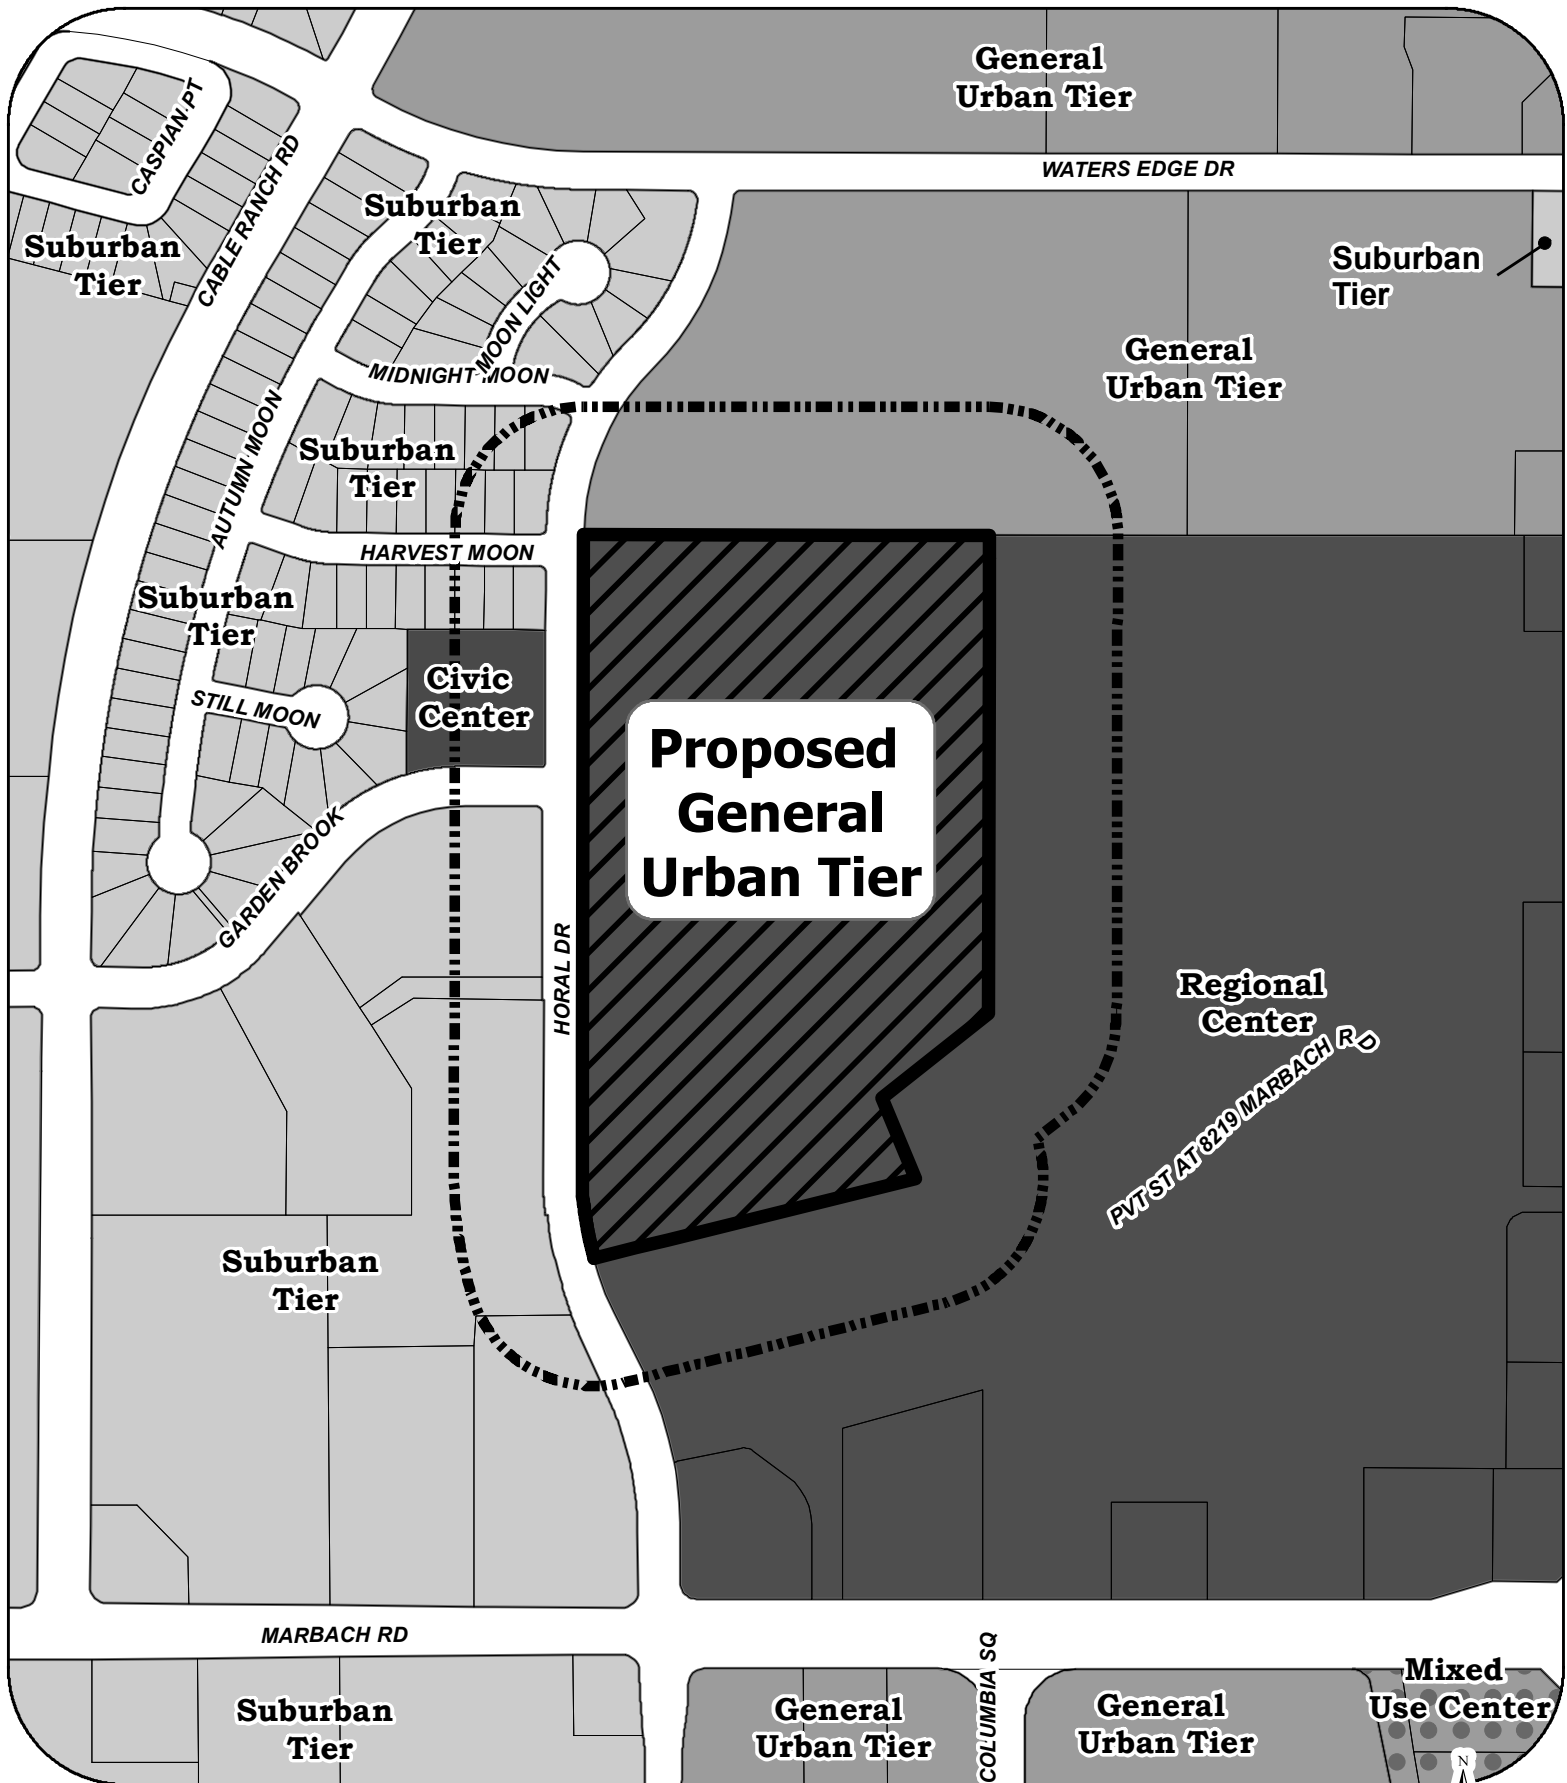 General
Urban Tier
CASPIAN PT
CABLE RANCH RD
WATERS EDGE DR
Suburban
Tier
Suburban
Tier
Suburban
Tier
MOON LIGHT
MIDNIGHT MOON
General
Urban Tier
AUTUMN MOON
Suburban
Tier
HARVEST MOON
Suburban
Tier
Civic
Center
STILL MOON
Proposed
General
Urban Tier
GARDEN BROOK
HORAL DR
Regional
Center
PVT ST AT 8219 MARBACH RD
Suburban
Tier
MARBACH RD
COLUMBIA SQ
Mixed
Use Center
Suburban
Tier
General
Urban Tier
General
Urban Tier
N